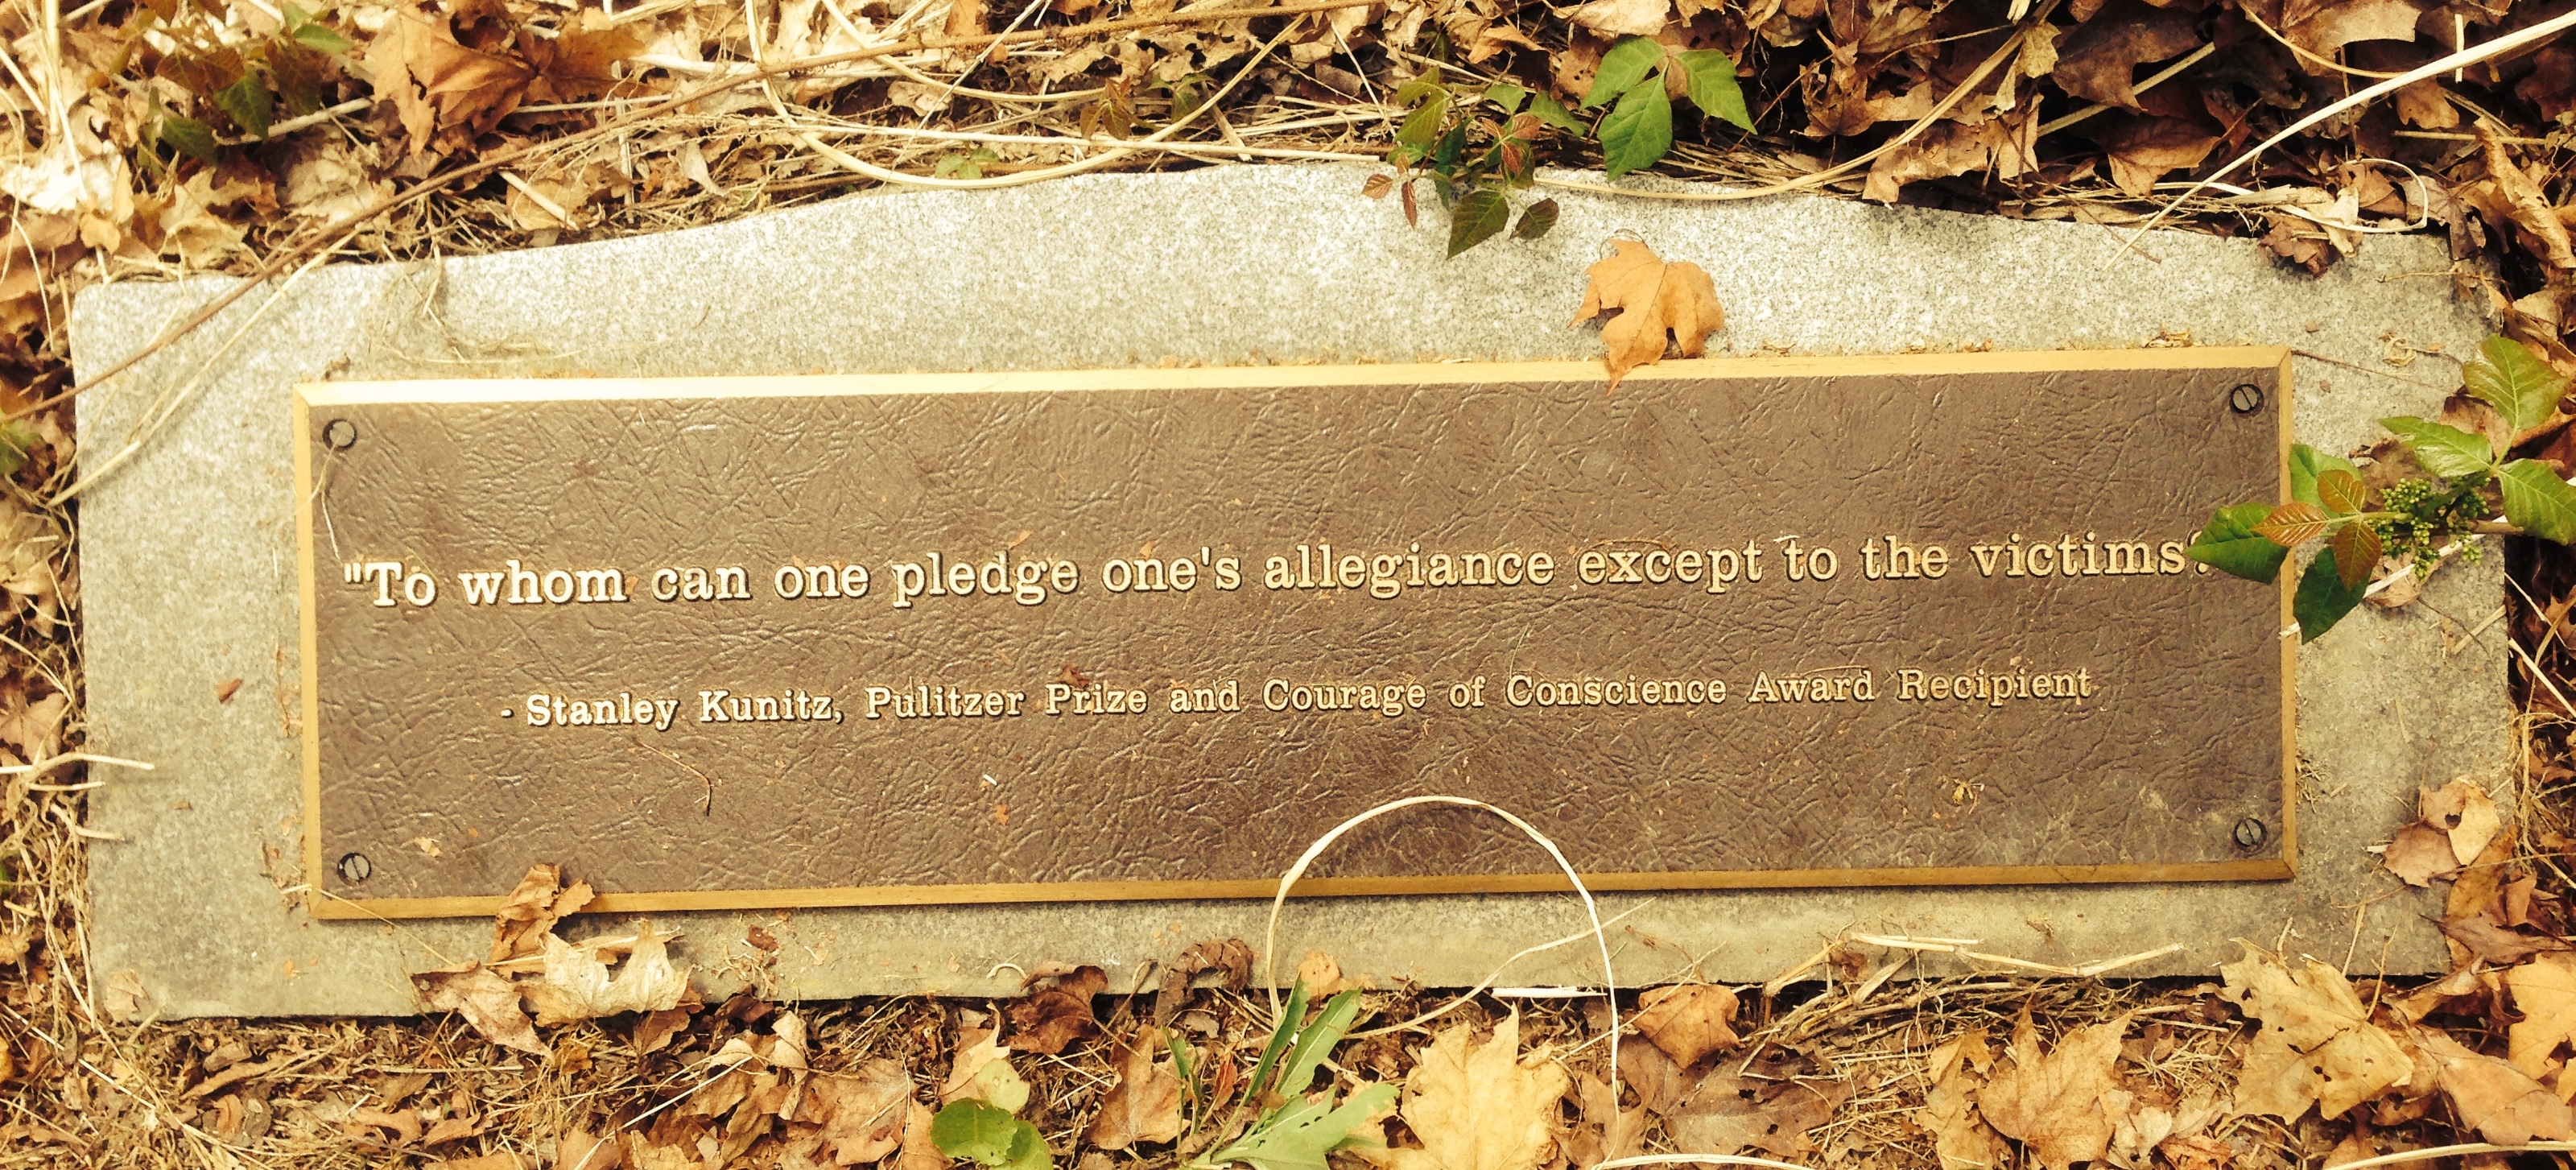 "To whom can one pledge one's allegiance except to the victims?
- Stanley Kunitz, Pulitzer Prize and Courage of Conscience Award Recipient